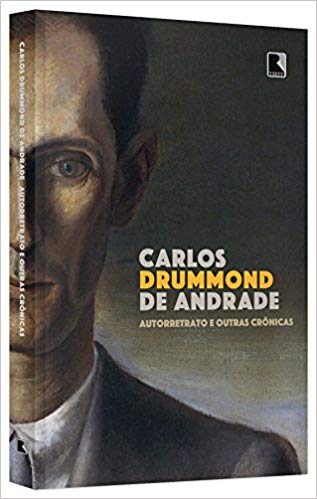 CARLOS DRUMMOND DE ANDRADE AUTORRETRATO E OUTRAS CRÔNICAS
R
CARLOS
DRUMMOND
DE ANDRADE
AUTORRETRATO E OUTRAS CRÔNICAS